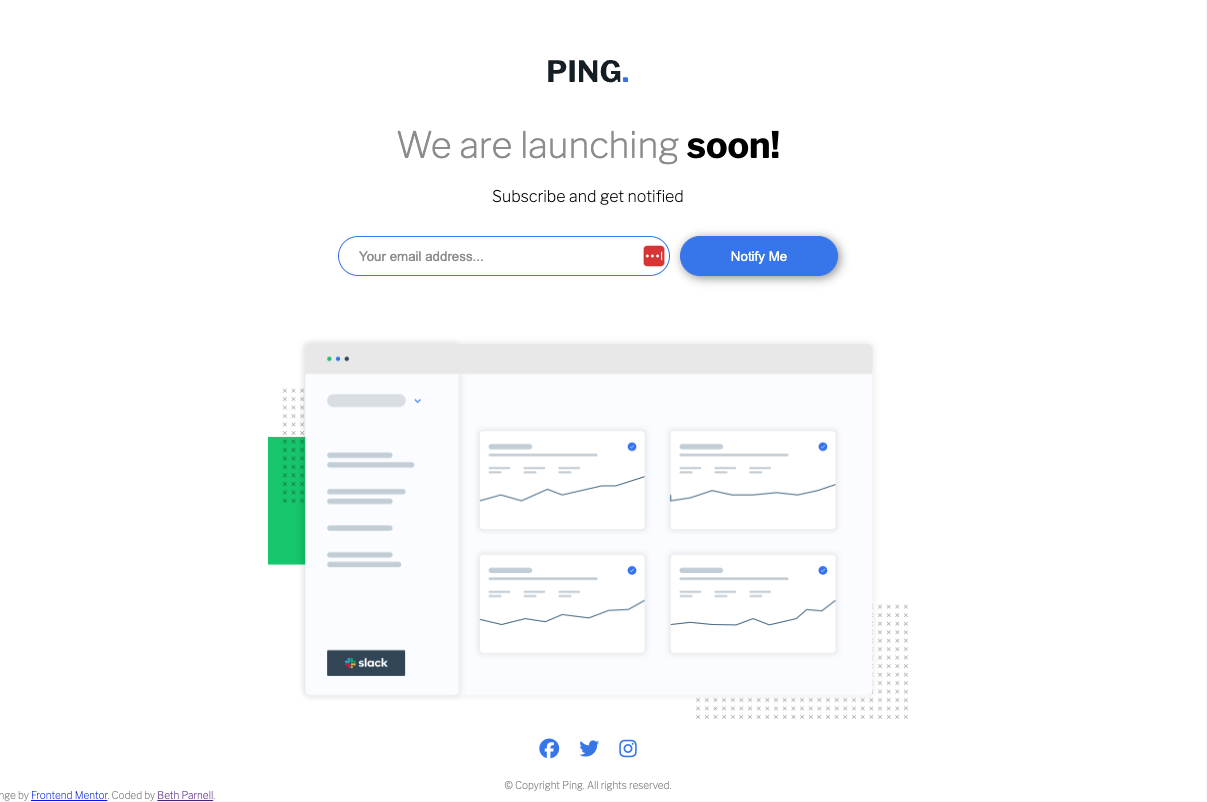 PING.
We are launching soon!
Subscribe and get notified
Your email address...
Notify Me
slack
© Copyright Ping. All rights reserved.
by Frontend Mentor. Coded by Beth Parnell.